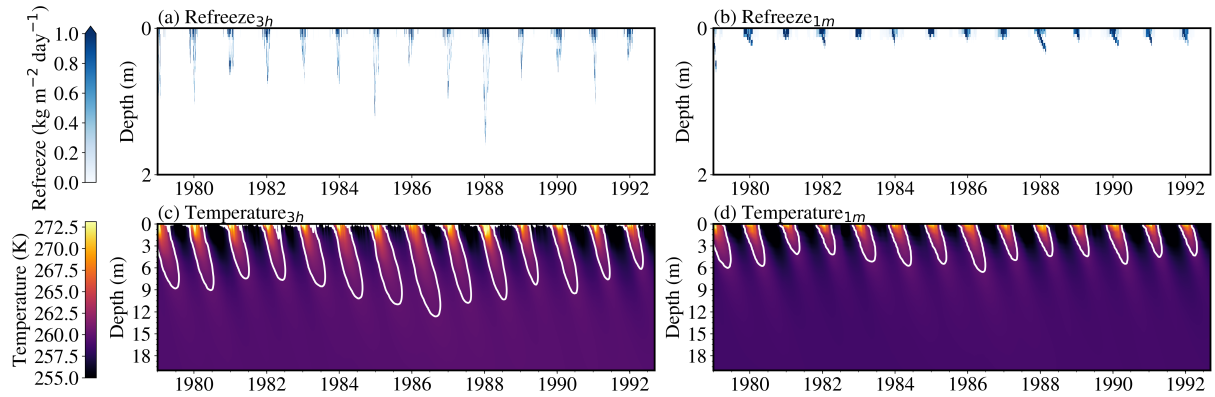 (a) Refreeze3h
(b) Refreeze1m
Refreeze (kg m−2 day−1)
1.0
0.8
0.6
0.4
0.2
0.0
Depth (m)
0
2
1980 1982 1984 1986 1988 1990 1992
Depth (m)
0
2
1980 1982 1984 1986 1988 1990 1992
(c) Temperature3h
(d) Temperature1m
Temperature (K)
272.5
270.0
267.5
265.0
262.5
260.0
257.5
255.0
Depth (m)
0
3
6
9
12
15
18
1980 1982 1984 1986 1988 1990 1992
Depth (m)
0
3
6
9
12
15
18
1980 1982 1984 1986 1988 1990 1992